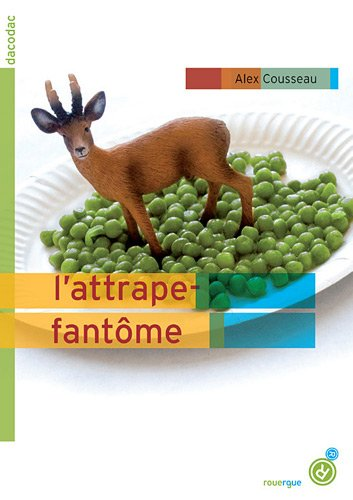 dacodac
Alex Cousseau
l'attrape-
fantôme
rouergue
R